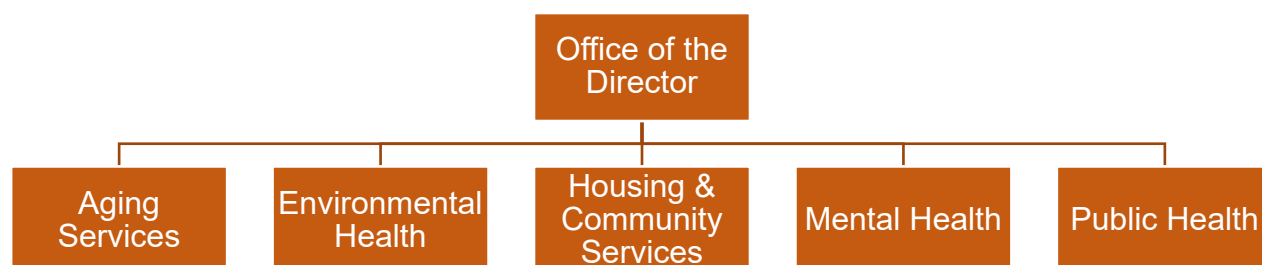 Office of the
Director
Aging
Services
Environmental
Health
Housing &
Community
Services
Mental Health
Public Health